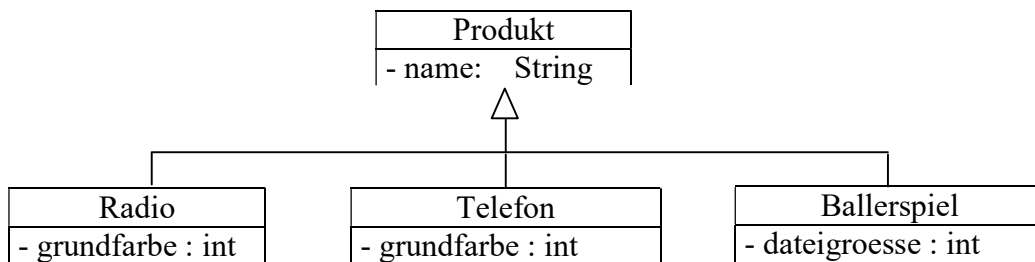 Produkt
- name: String
Radio
- grundfarbe : int
Telefon
- grundfarbe : int
Ballerspiel
- dateigroesse : int